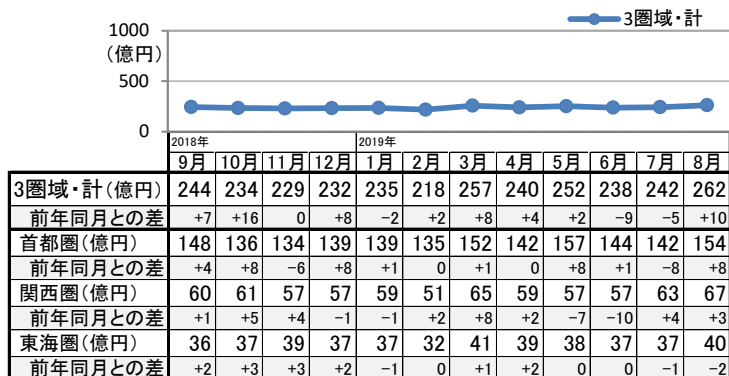 3圏域・計
1000
(億円)
500
0
2018年 2019年
9月 10月 11月 12月 1月 2月 3月 4月 5月 6月 7月 8月
3圏域・計(億円) 244 234 229 232 235 218 257 240 252 238 242 262
前年同月との差 +7 +16 0 +8 −2 +2 +8 +4 +2 −9 −5 +10
首都圏(億円) 148 136 134 139 139 135 152 142 157 144 142 154
前年同月との差 +4 +8 −6 +8 +1 0 +1 0 +8 +1 −8 +8
関西圏(億円) 60 61 57 57 59 51 65 59 57 57 63 67
前年同月との差 +1 +5 +4 −1 −1 +2 +8 +2 −7 −10 +4 +3
東海圏(億円) 36 37 39 37 37 32 41 39 38 37 37 40
前年同月との差 +2 +3 +3 +2 −1 0 +1 +2 0 0 −1 −2